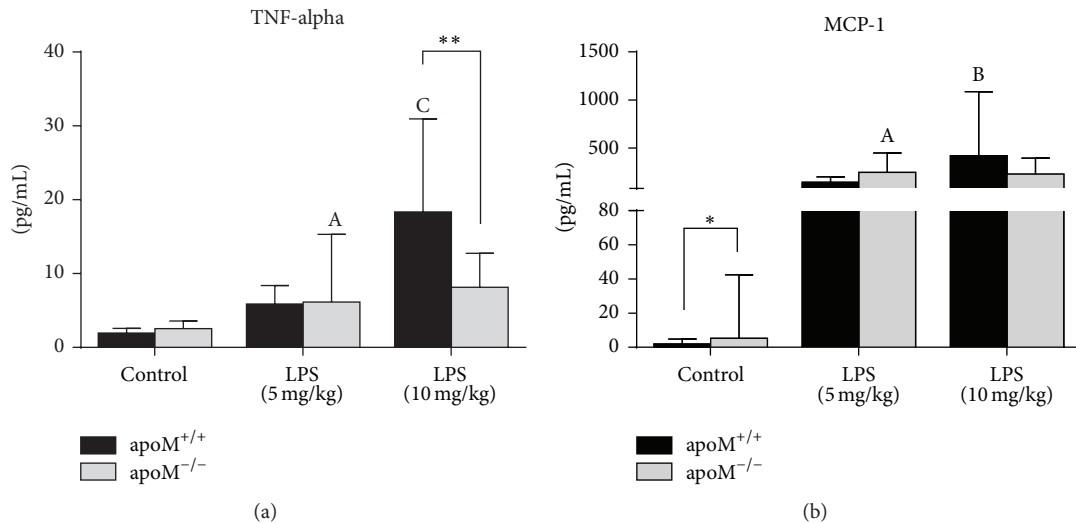 TNF-alpha
40
30
20
10
0
(pg/mL)
C
**
A
Control
LPS
(5 mg/kg)
LPS
(10 mg/kg)
apoM+/+
apoM−/−
(a)
MCP-1
1500
1000
500
80
60
40
20
0
(pg/mL)
*
A
B
Control
LPS
(5 mg/kg)
LPS
(10 mg/kg)
apoM+/+
apoM−/−
(b)